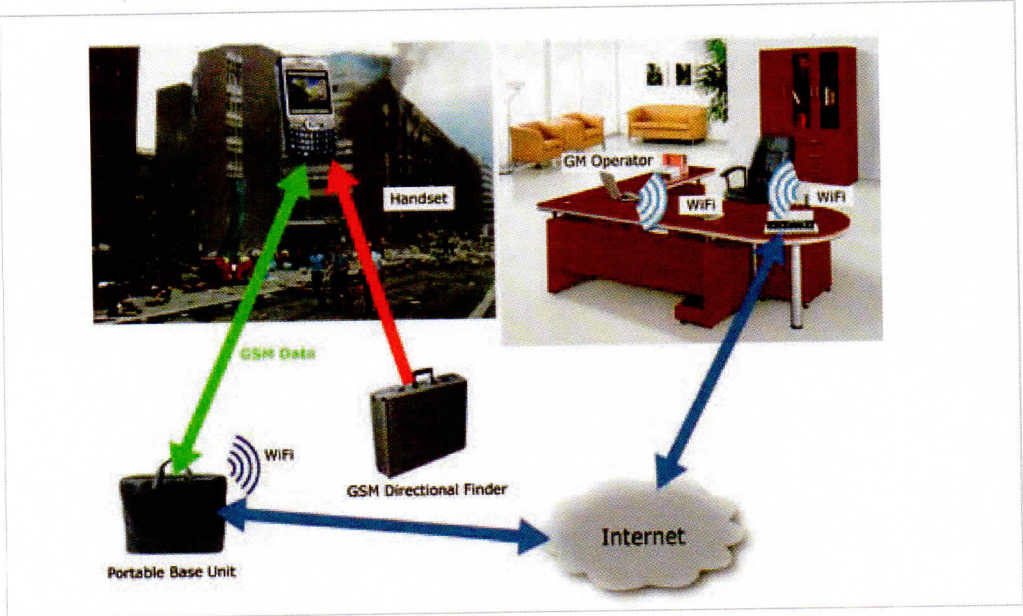 GM Operator
WiFi
WiFi
Handset
GSM Data
WiFi
GSM Directional Finder
Internet
Portable Base Unit